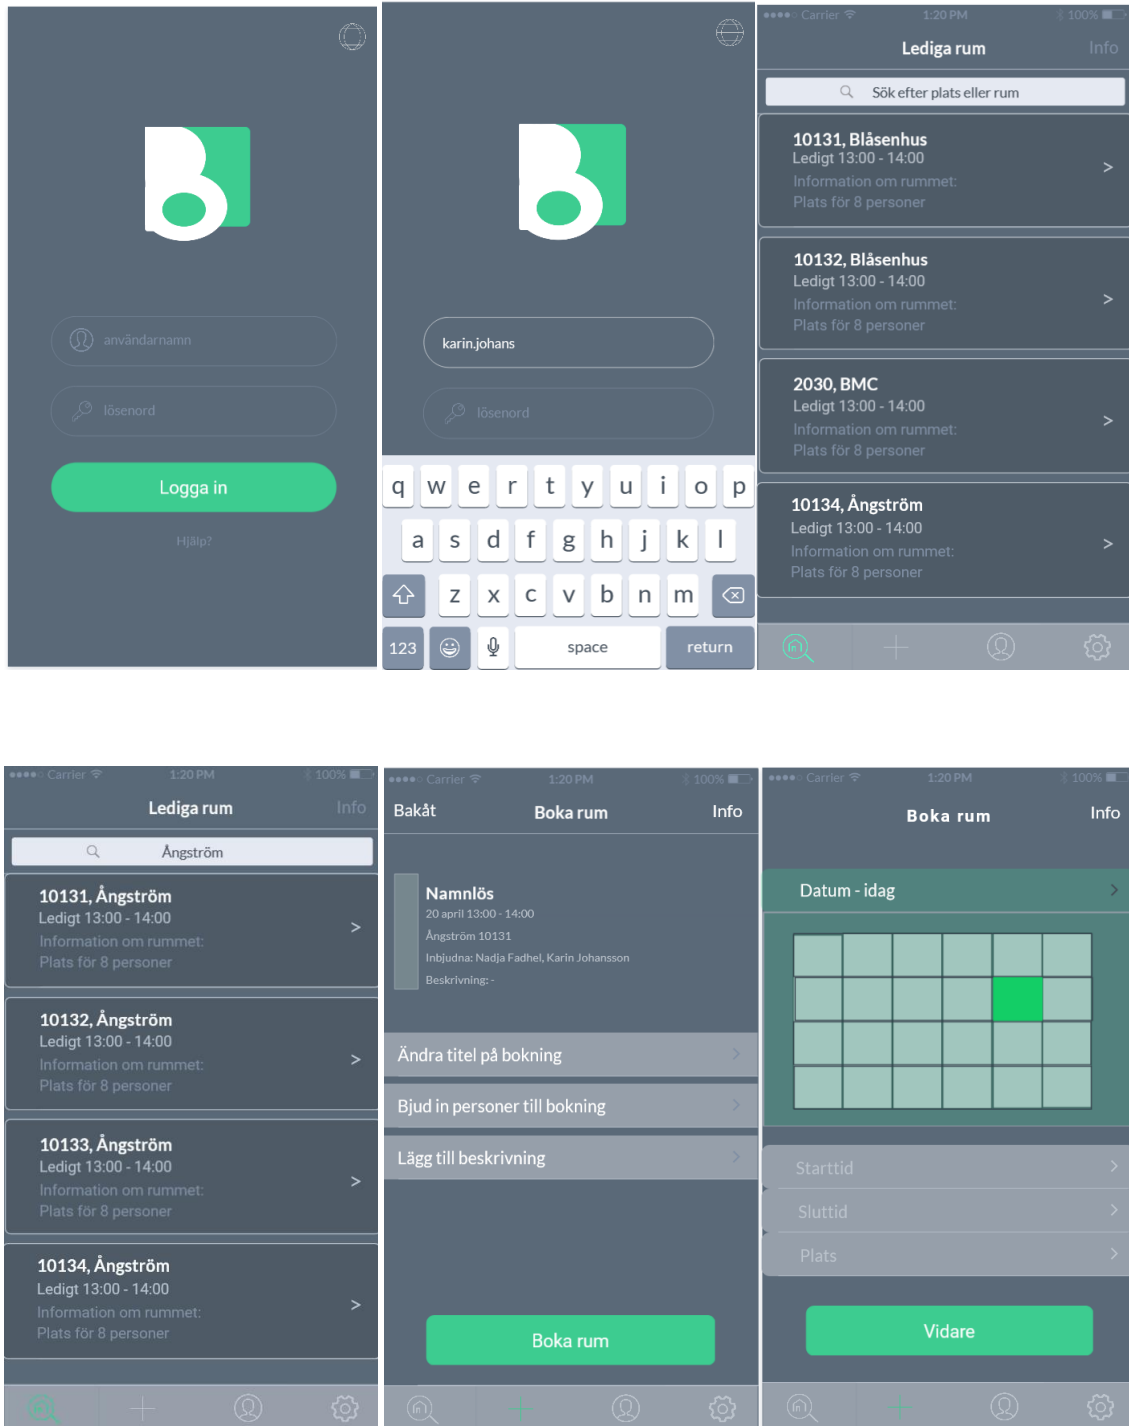 användarnamn
lösenord
Logga in
Hjälp?
karin.johans
lösenord
q w e r t y u i o p
a s d f g h j k l
z x c v b n m
123 space return
Carrier 1:20 PM 100%
Lediga rum Info
Sök efter plats eller rum
10131, Blåsenhus
Ledigt 13:00 - 14:00
Information om rummet:
Plats för 8 personer
>
10132, Blåsenhus
Ledigt 13:00 - 14:00
Information om rummet:
Plats för 8 personer
>
2030, BMC
Ledigt 13:00 - 14:00
Information om rummet:
Plats för 8 personer
>
10134, Ångström
Ledigt 13:00 - 14:00
Information om rummet:
Plats för 8 personer
>
Carrier 1:20 PM 100%
Lediga rum Info
Ångström
10131, Ångström
Ledigt 13:00 - 14:00
Information om rummet:
Plats för 8 personer
>
10132, Ångström
Ledigt 13:00 - 14:00
Information om rummet:
Plats för 8 personer
>
10133, Ångström
Ledigt 13:00 - 14:00
Information om rummet:
Plats för 8 personer
>
10134, Ångström
Ledigt 13:00 - 14:00
Information om rummet:
Plats för 8 personer
>
Carrier 1:20 PM 100%
Bakåt Boka rum Info
Namnlös
20 april 13:00 - 14:00
Ångström 10131
Inbjudna: Nadja Fadhel, Karin Johansson
Beskrivning: -
Ändra titel på bokning >
Bjud in personer till bokning >
Lägg till beskrivning >
Boka rum
Carrier 1:20 PM 100%
Boka rum Info
Datum - idag >
Starttid >
Sluttid >
Plats >
Vidare